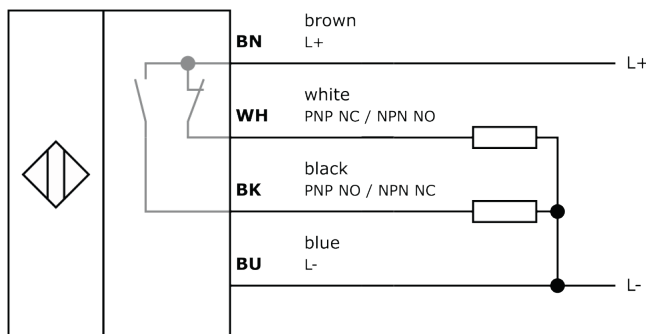 brown
BN L+ L+
white
WH PNP NC / NPN NO
black
BK PNP NO / NPN NC
blue
BU L- L-